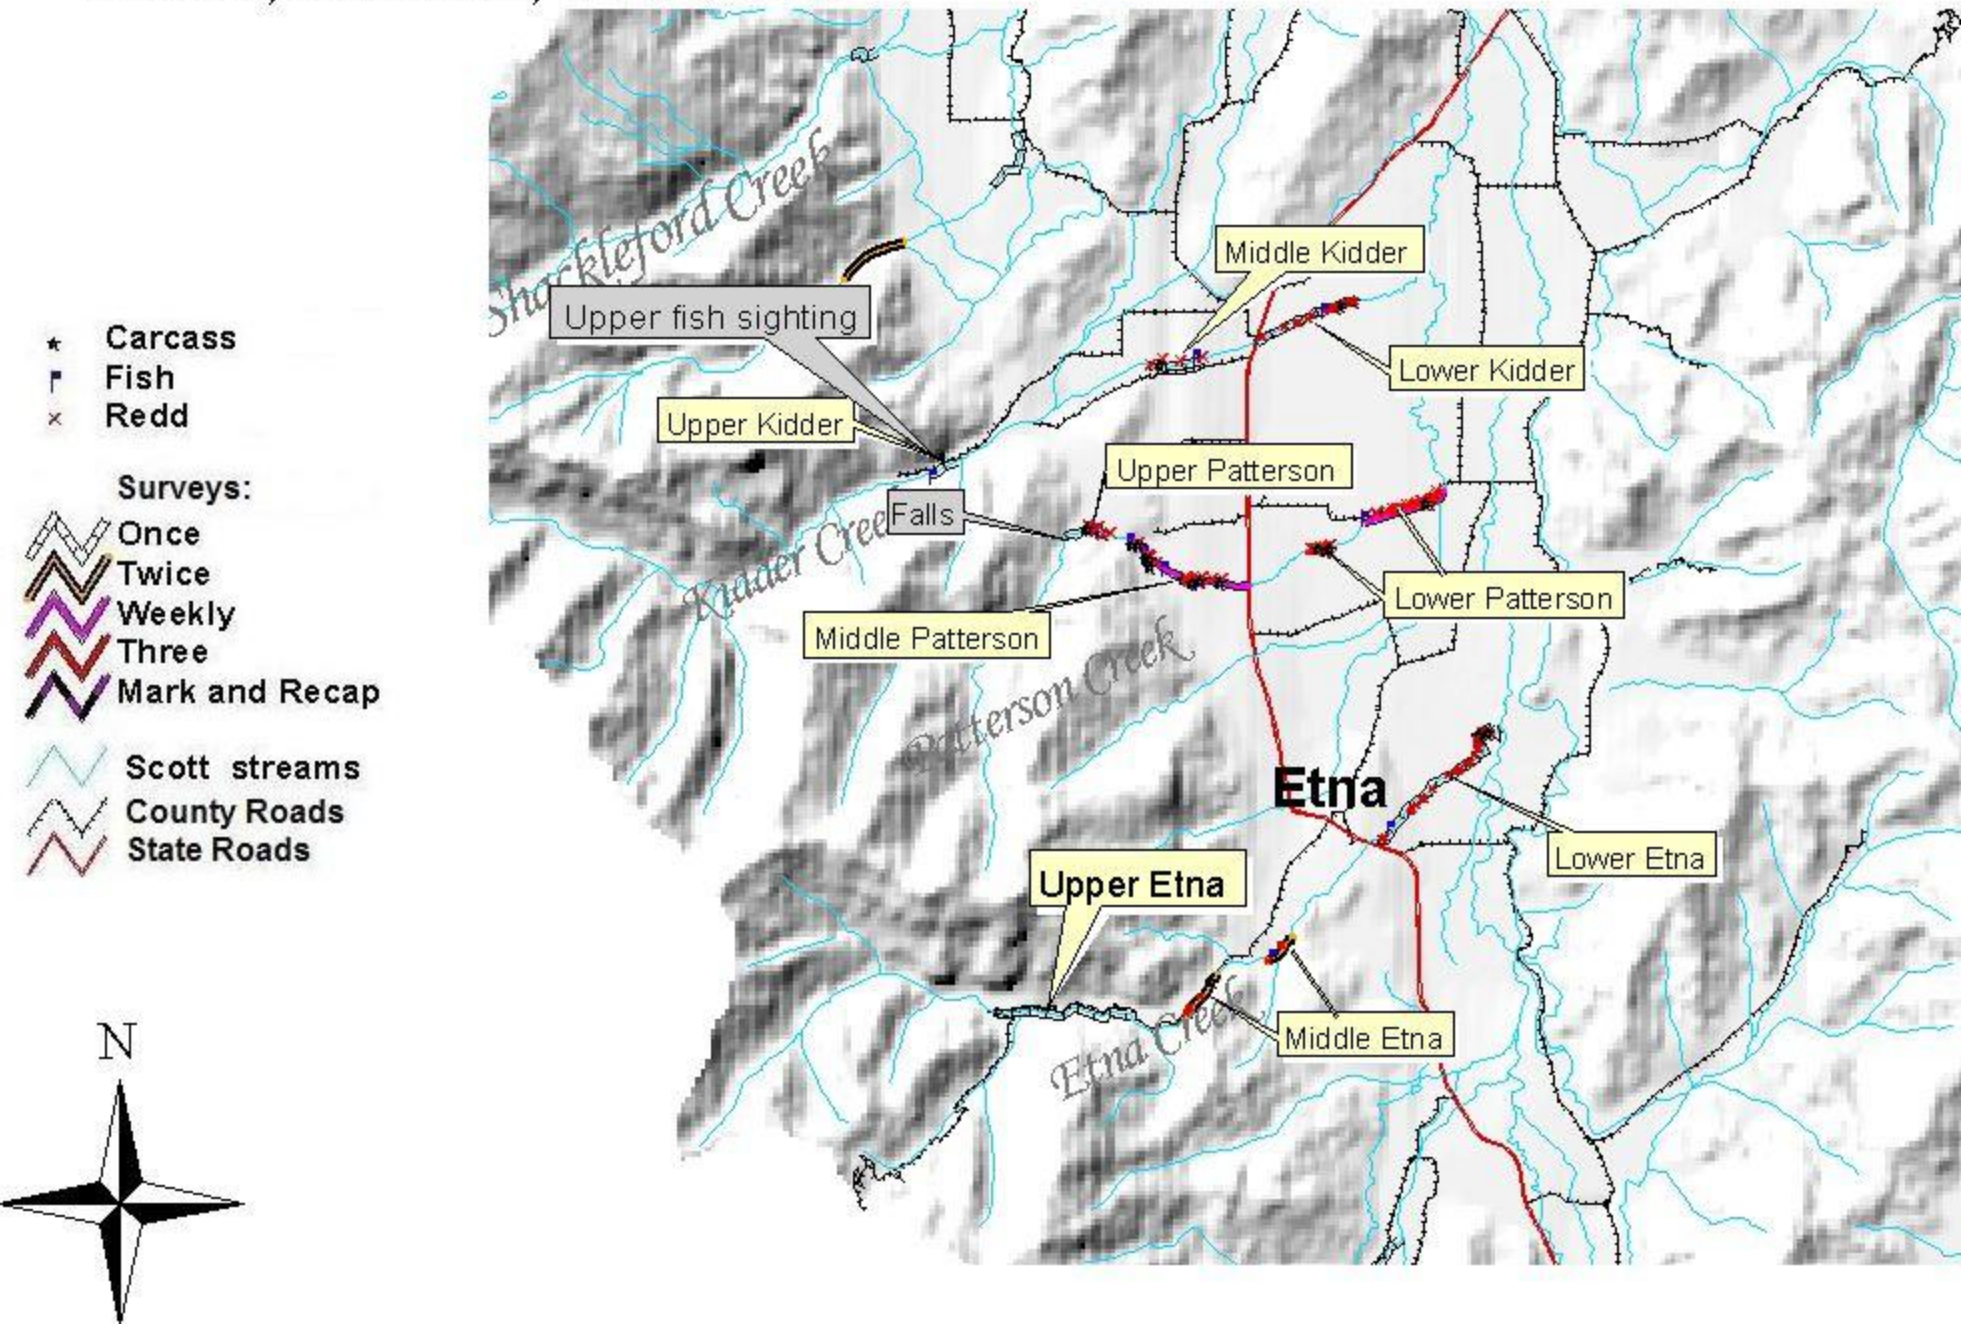 Shackleford Creek
Middle Kidder
Upper fish sighting
Lower Kidder
Upper Kidder
Upper Patterson
Falls
Kidder Cree
Lower Patterson
Middle Patterson
Patterson Creek
Etna
Lower Etna
Upper Etna
Middle Etna
Etna Creek
Carcass
Fish
Redd
Surveys:
Once
Twice
Weekly
Three
Mark and Recap
Scott streams
County Roads
State Roads
N